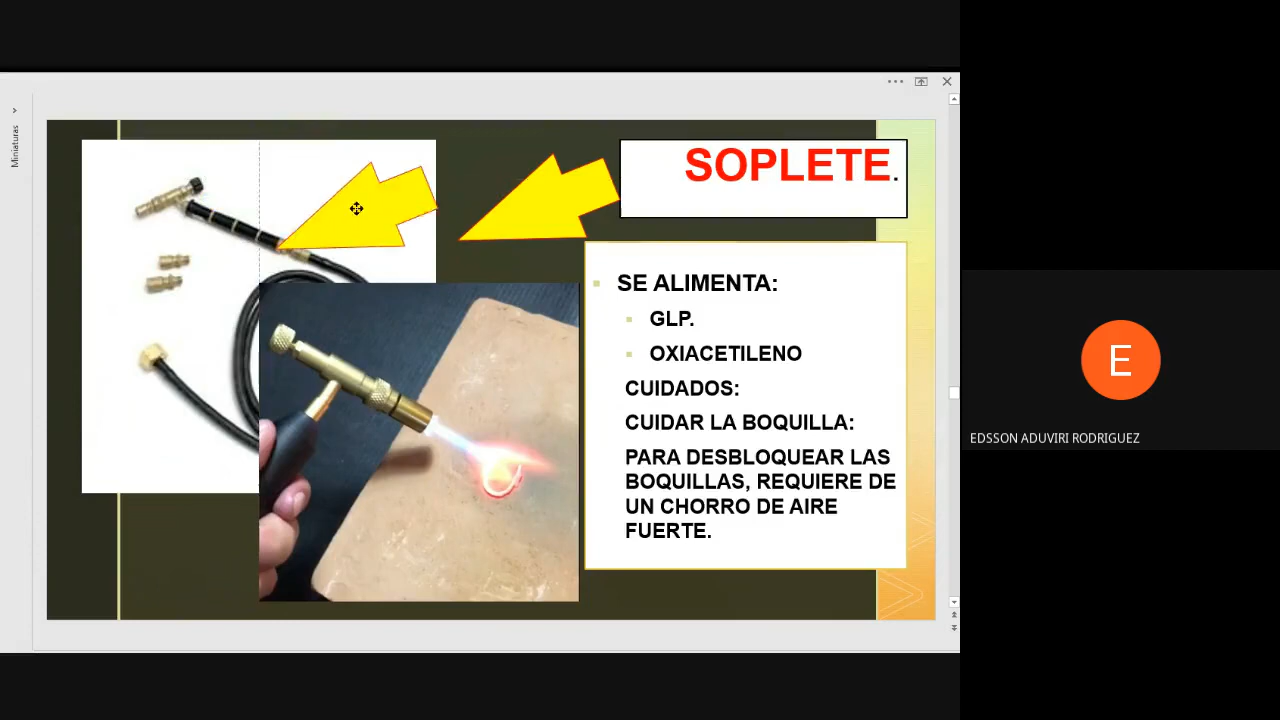 Miniaturas
SOPLETE.
SE ALIMENTA:
GLP.
OXIACETILENO
CUIDADOS:
CUIDAR LA BOQUILLA:
PARA DESBLOQUEAR LAS
BOQUILLAS, REQUIERE DE
UN CHORRO DE AIRE
FUERTE.
E
EDSSON ADUVIRI RODRIGUEZ